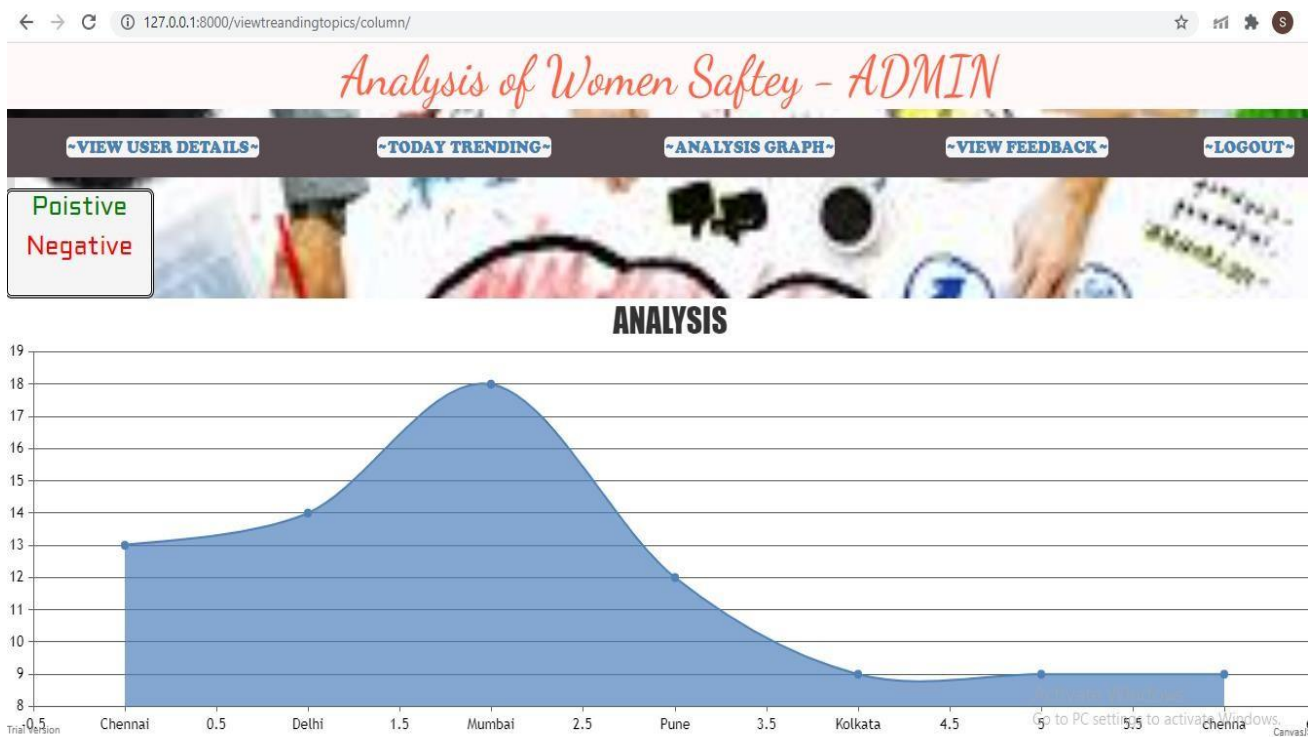 127.0.0.1:8000/viewtreandingtopics/column/
S
Analysis of Women Saftey - ADMIN
~VIEW USER DETAILS~ ~TODAY TRENDING~ ~ANALYSIS GRAPH~ ~VIEW FEEDBACK~ ~LOGOUT~
Poistive
Negative
ANALYSIS
19
18
17
16
15
14
13
12
11
10
9
8
-0.5 Chennai 0.5 Delhi 1.5 Mumbai 2.5 Pune 3.5 Kolkata 4.5 5 5.5 chenna
Activate Windows
Go to PC settings to activate Windows.
Trial Version
CanvasJS